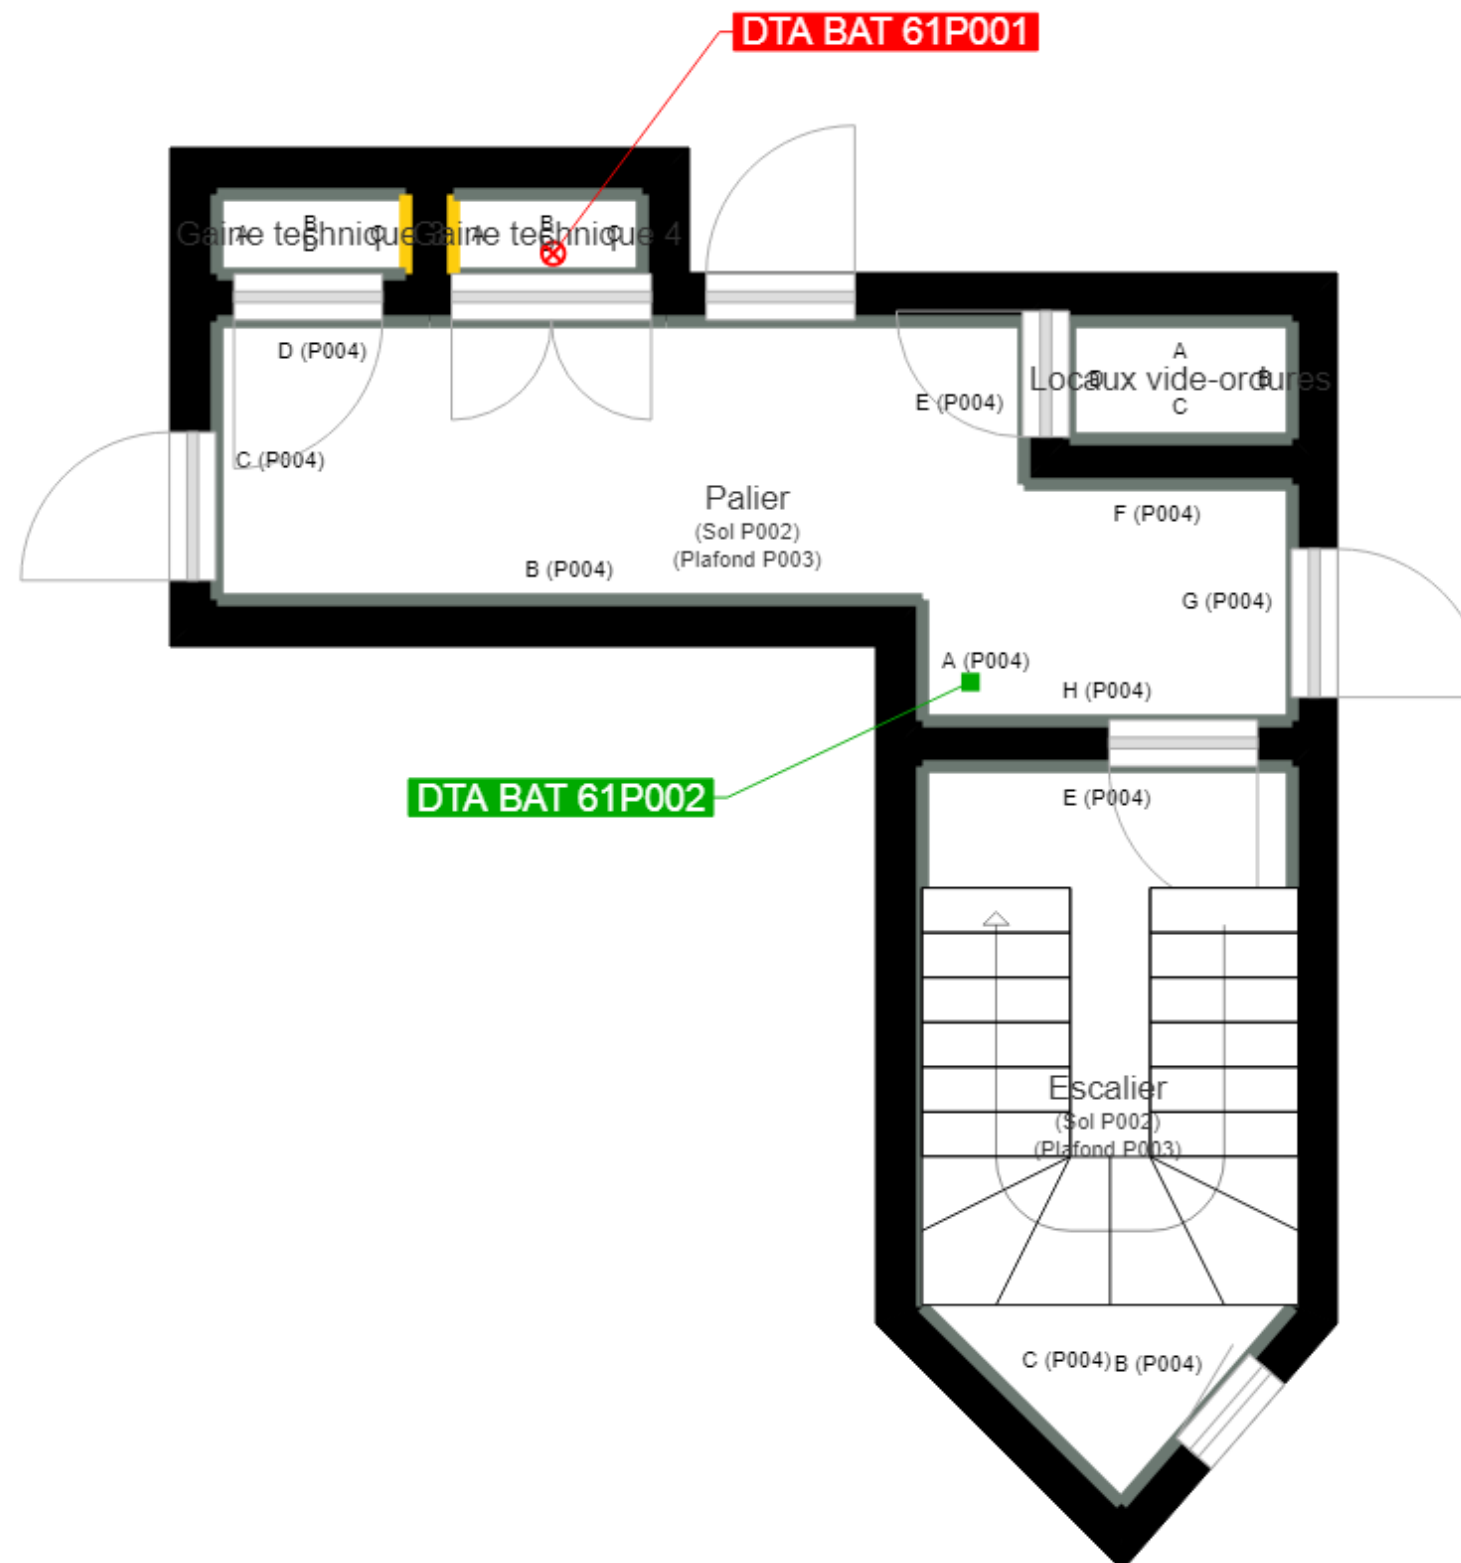 DTA BAT 61P001
Gaine technique 3
A
B
D
C
Gaine technique 4
A
B
C
D (P004)
C (P004)
E (P004)
Locaux vide-ordures
A
D
B
C
Palier
(Sol P002)
(Plafond P003)
F (P004)
B (P004)
G (P004)
A (P004)
H (P004)
DTA BAT 61P002
E (P004)
Escalier
(Sol P002)
(Plafond P003)
C (P004)
B (P004)